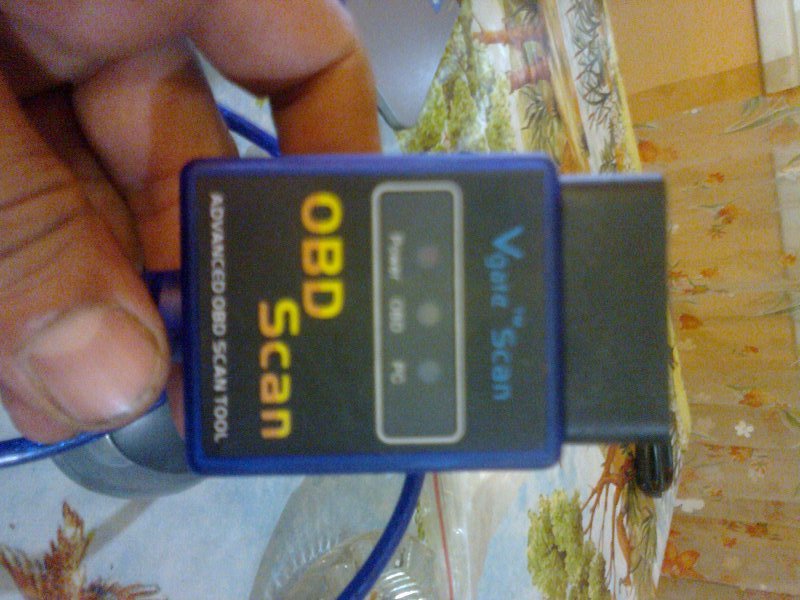 Vgate™ Scan
Power OBD PC
OBD
Scan
ADVANCED OBD SCAN TOOL